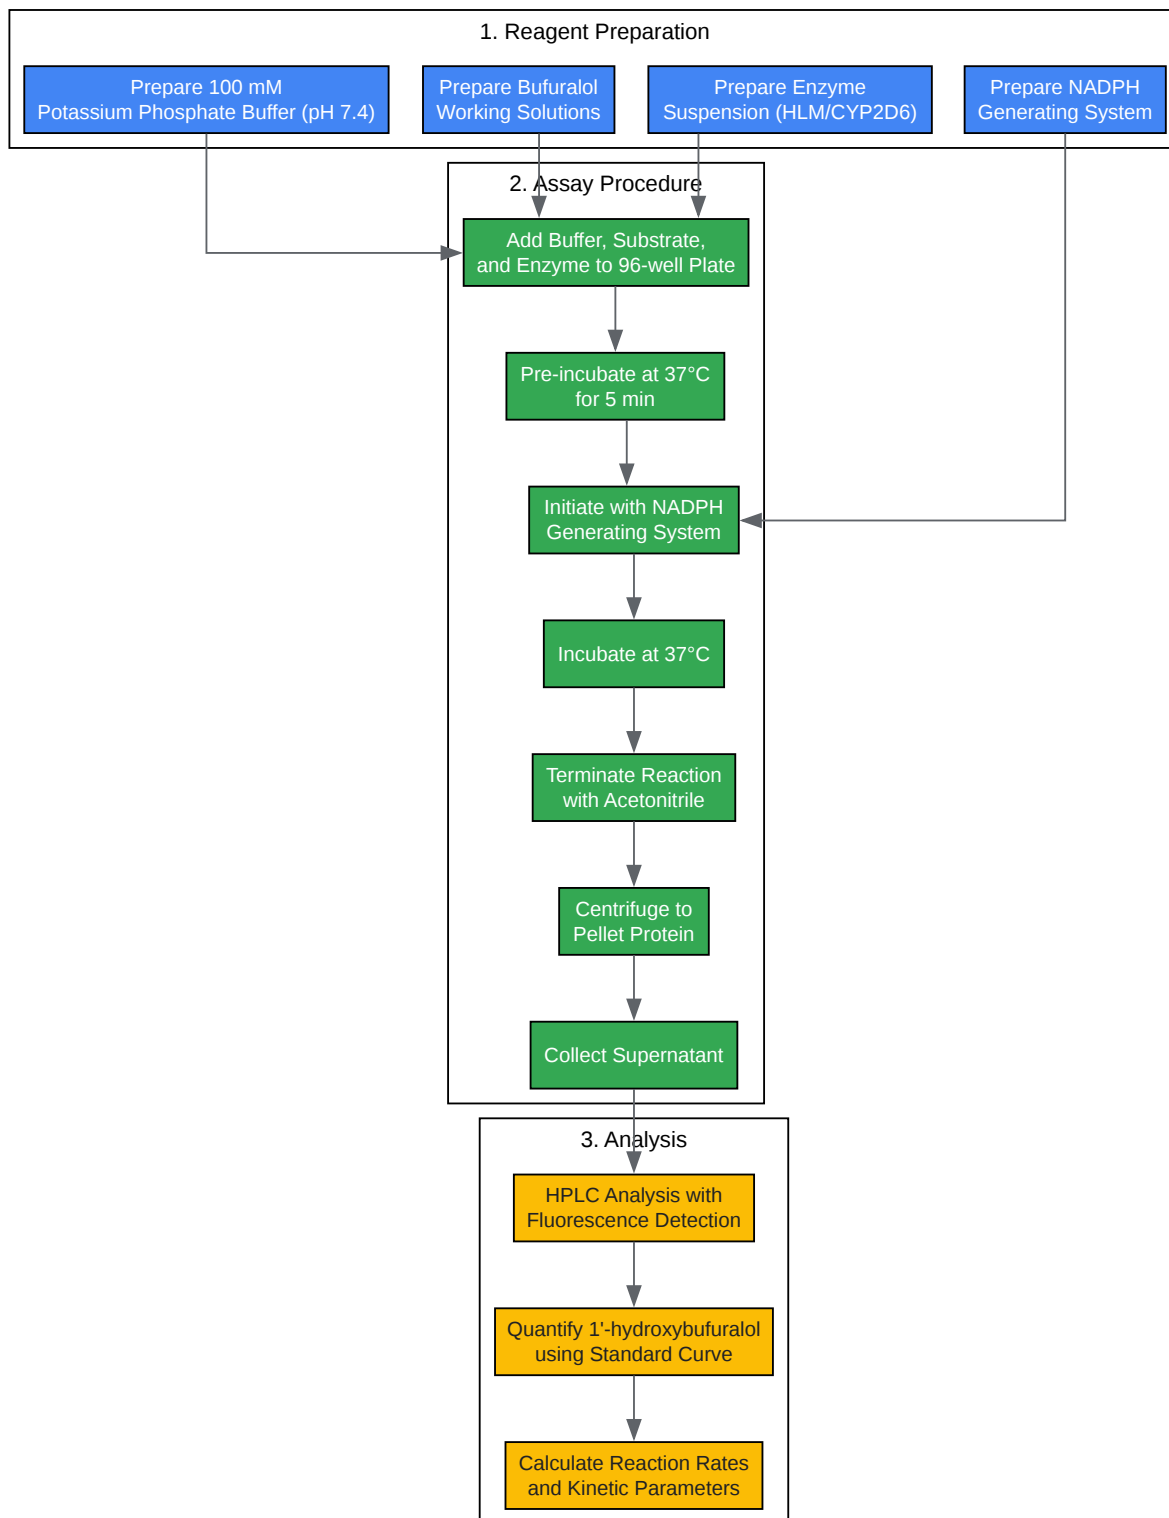 1. Reagent Preparation
Prepare 100 mM
Potassium Phosphate Buffer (pH 7.4)
Prepare Bufuralol
Working Solutions
Prepare Enzyme
Suspension (HLM/CYP2D6)
Prepare NADPH
Generating System
2. Assay Procedure
Add Buffer, Substrate,
and Enzyme to 96-well Plate
Pre-incubate at 37°C
for 5 min
Initiate with NADPH
Generating System
Incubate at 37°C
Terminate Reaction
with Acetonitrile
Centrifuge to
Pellet Protein
Collect Supernatant
3. Analysis
HPLC Analysis with
Fluorescence Detection
Quantify 1'-hydroxybufuralol
using Standard Curve
Calculate Reaction Rates
and Kinetic Parameters